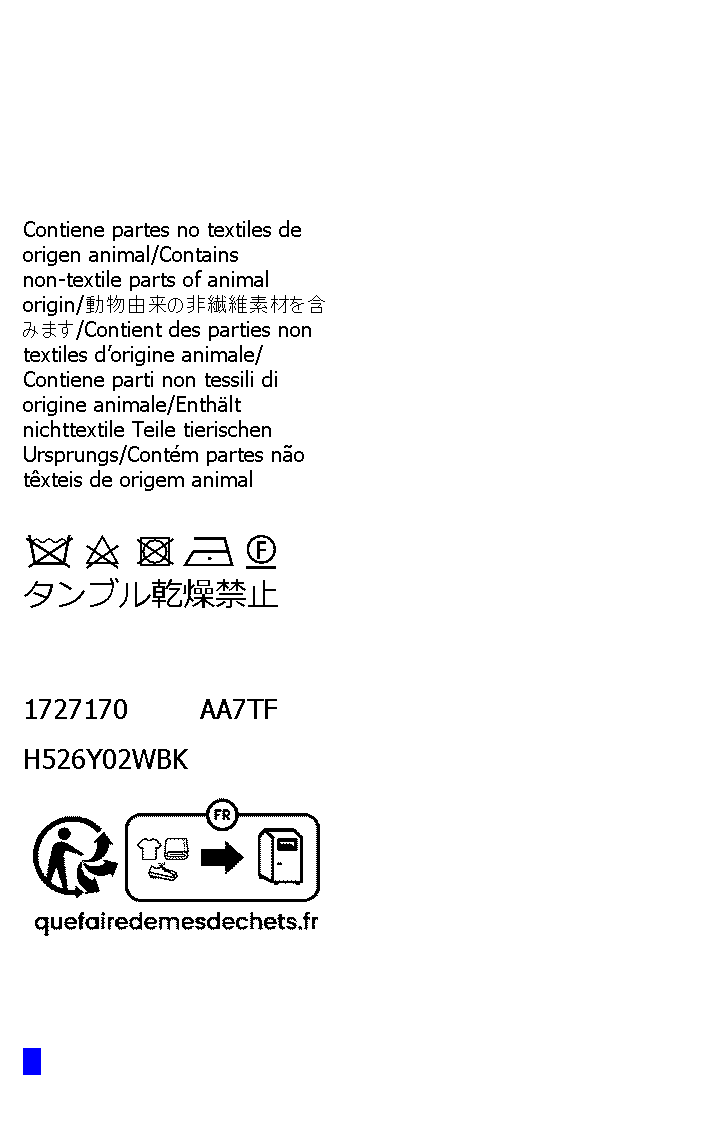 Contiene partes no textiles de
origen animal/Contains
non-textile parts of animal
origin/動物由来の非繊維素材を含
みます/Contient des parties non
textiles d’origine animale/
Contiene parti non tessili di
origine animale/Enthält
nichttextile Teile tierischen
Ursprungs/Contém partes não
têxteis de origem animal
F
タンブル乾燥禁止
1727170 AA7TF
H526Y02WBK
FR
quefairedemesdechets.fr